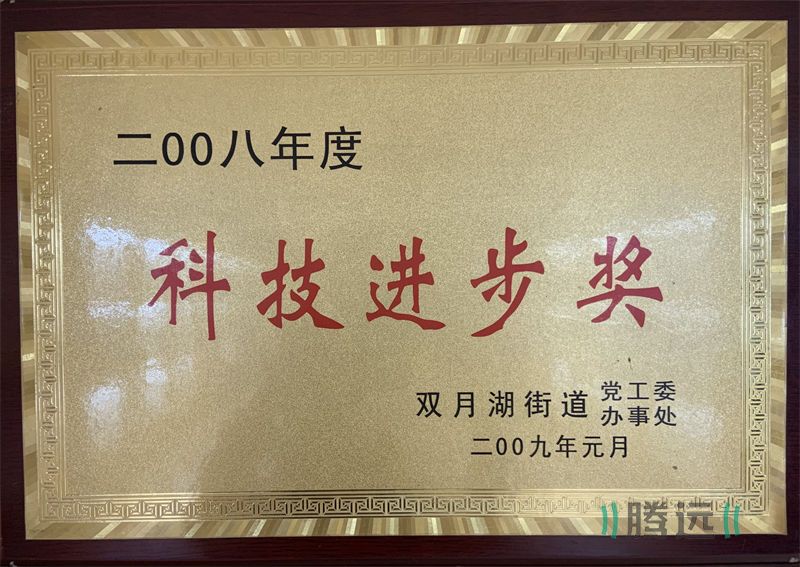 二00八年度
科技进步奖
双月湖街道 党工委
办事处
二00九年元月
腾远